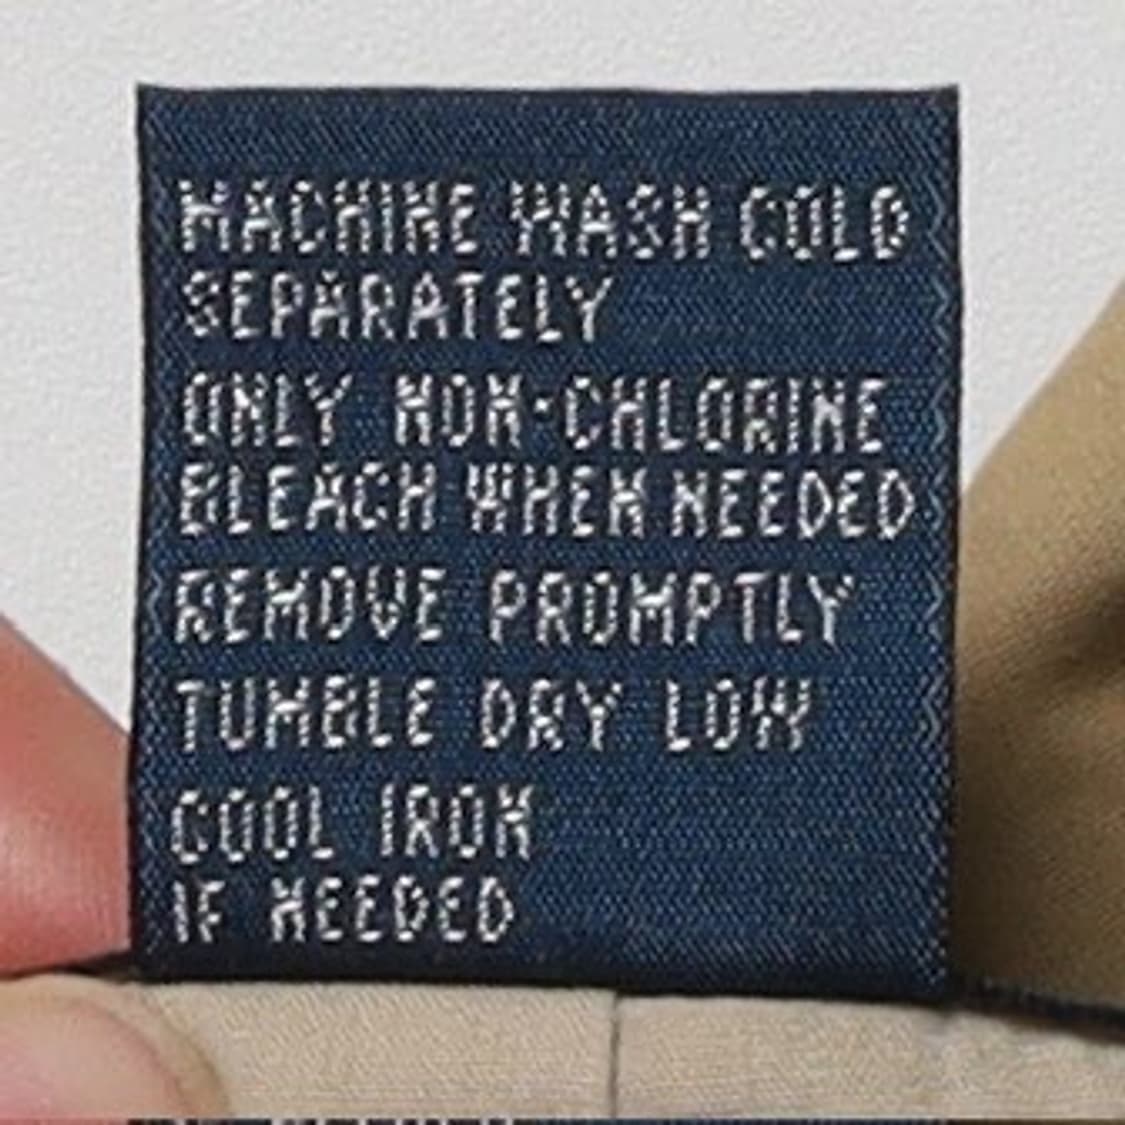 MACHINE WASH COLD
SEPARATELY
ONLY NON-CHLORINE
BLEACH WHEN NEEDED
REMOVE PROMPTLY
TUMBLE DRY LOW
COOL IRON
IF NEEDED